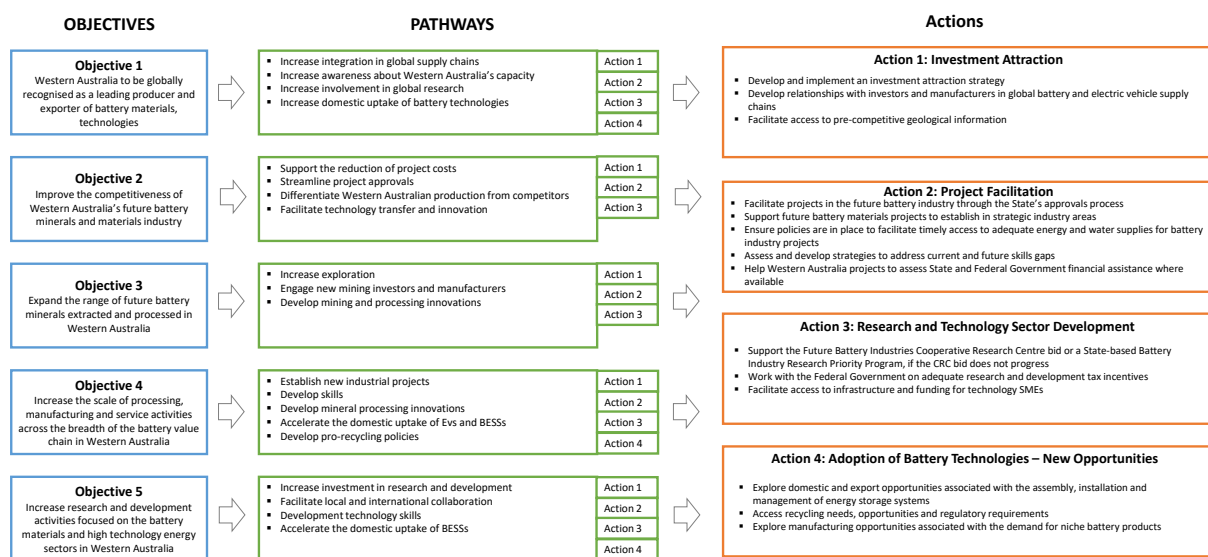 OBJECTIVES
PATHWAYS
Actions
Objective 1
Western Australia to be globally
recognised as a leading producer and
exporter of battery materials,
technologies
▪ Increase integration in global supply chains
▪ Increase awareness about Western Australia's capacity
▪ Increase involvement in global research
▪ Increase domestic uptake of battery technologies
Action 1
Action 2
Action 3
Action 4
Objective 2
Improve the competitiveness of
Western Australia's future battery
minerals and materials industry
▪ Support the reduction of project costs
▪ Streamline project approvals
▪ Differentiate Western Australian production from competitors
▪ Facilitate technology transfer and innovation
Action 1
Action 2
Action 3
Objective 3
Expand the range of future battery
minerals extracted and processed in
Western Australia
▪ Increase exploration
▪ Engage new mining investors and manufacturers
▪ Develop mining and processing innovations
Action 1
Action 2
Action 3
Objective 4
Increase the scale of processing,
manufacturing and service activities
across the breadth of the battery value
chain in Western Australia
▪ Establish new industrial projects
▪ Develop skills
▪ Develop mineral processing innovations
▪ Accelerate the domestic uptake of Evs and BESSs
▪ Develop pro-recycling policies
Action 1
Action 2
Action 3
Action 4
Objective 5
Increase research and development
activities focused on the battery
materials and high technology energy
sectors in Western Australia
▪ Increase investment in research and development
▪ Facilitate local and international collaboration
▪ Development technology skills
▪ Accelerate the domestic uptake of BESSs
Action 1
Action 2
Action 3
Action 4
Action 1: Investment Attraction
▪ Develop and implement an investment attraction strategy
▪ Develop relationships with investors and manufacturers in global battery and electric vehicle supply
chains
▪ Facilitate access to pre-competitive geological information
Action 2: Project Facilitation
▪ Facilitate projects in the future battery industry through the State's approvals process
▪ Support future battery materials projects to establish in strategic industry areas
▪ Ensure policies are in place to facilitate timely access to adequate energy and water supplies for battery
industry projects
▪ Assess and develop strategies to address current and future skills gaps
▪ Help Western Australia projects to assess State and Federal Government financial assistance where
available
Action 3: Research and Technology Sector Development
▪ Support the Future Battery Industries Cooperative Research Centre bid or a State-based Battery
Industry Research Priority Program, if the CRC bid does not progress
▪ Work with the Federal Government on adequate research and development tax incentives
▪ Facilitate access to infrastructure and funding for technology SMEs
Action 4: Adoption of Battery Technologies – New Opportunities
▪ Explore domestic and export opportunities associated with the assembly, installation and
management of energy storage systems
▪ Access recycling needs, opportunities and regulatory requirements
▪ Explore manufacturing opportunities associated with the demand for niche battery products